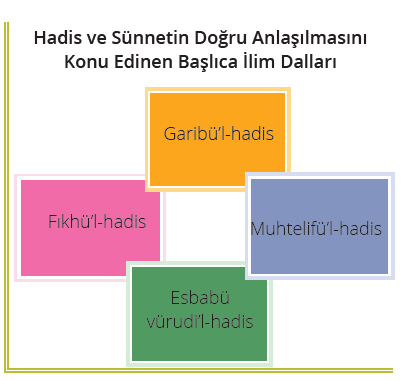 Hadis ve Sünnetin Doğru Anlaşılmasını
Konu Edinen Başlıca İlim Dalları
Garibü’l-hadis
Fıkhü’l-hadis
Muhtelifü’l-hadis
Esbabü
vürudi’l-hadis